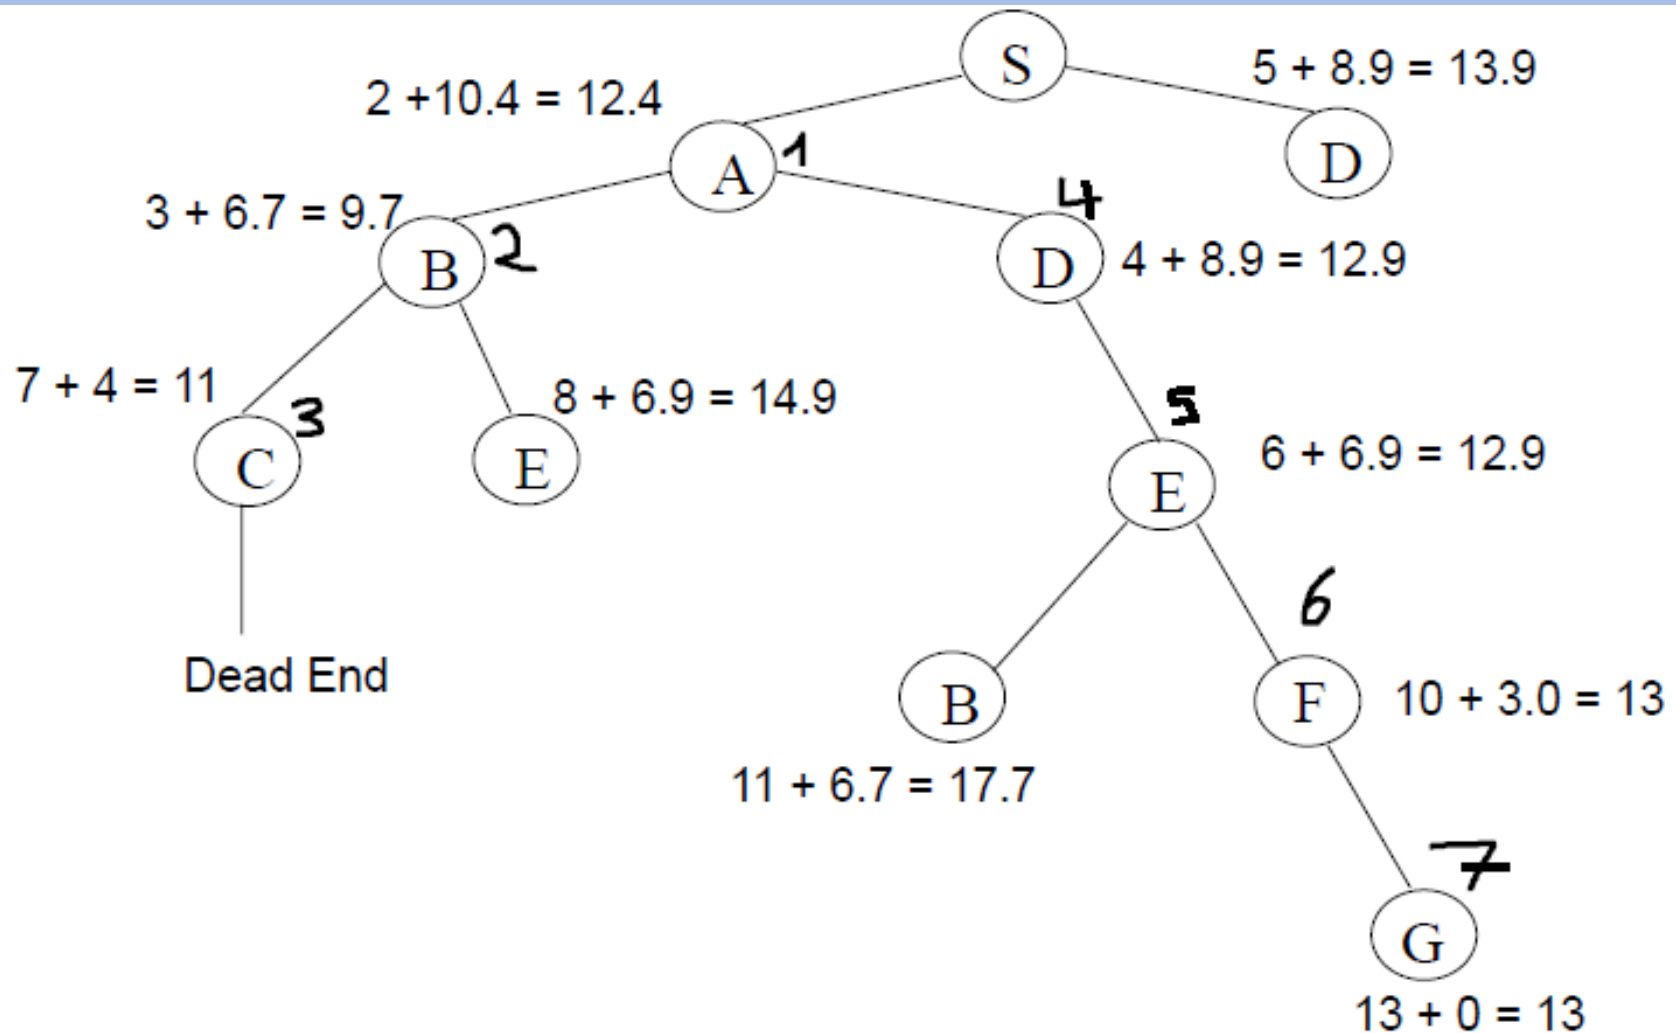 S
5 + 8.9 = 13.9
2 +10.4 = 12.4
A
1
D
3 + 6.7 = 9.7
B
2
4
D
4 + 8.9 = 12.9
7 + 4 = 11
C
3
8 + 6.9 = 14.9
E
5
E
6 + 6.9 = 12.9
Dead End
6
B
11 + 6.7 = 17.7
F
10 + 3.0 = 13
7
G
13 + 0 = 13